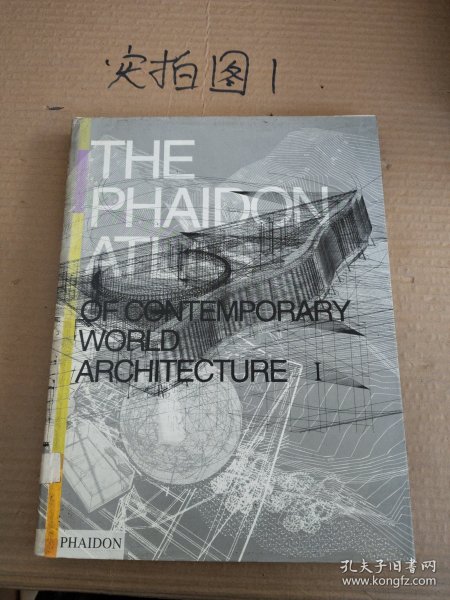 实拍图1
THE
PHAIDON
ATLAS
OF CONTEMPORARY
WORLD
ARCHITECTURE I
PHAIDON
孔夫子旧书网
www.kongfz.com